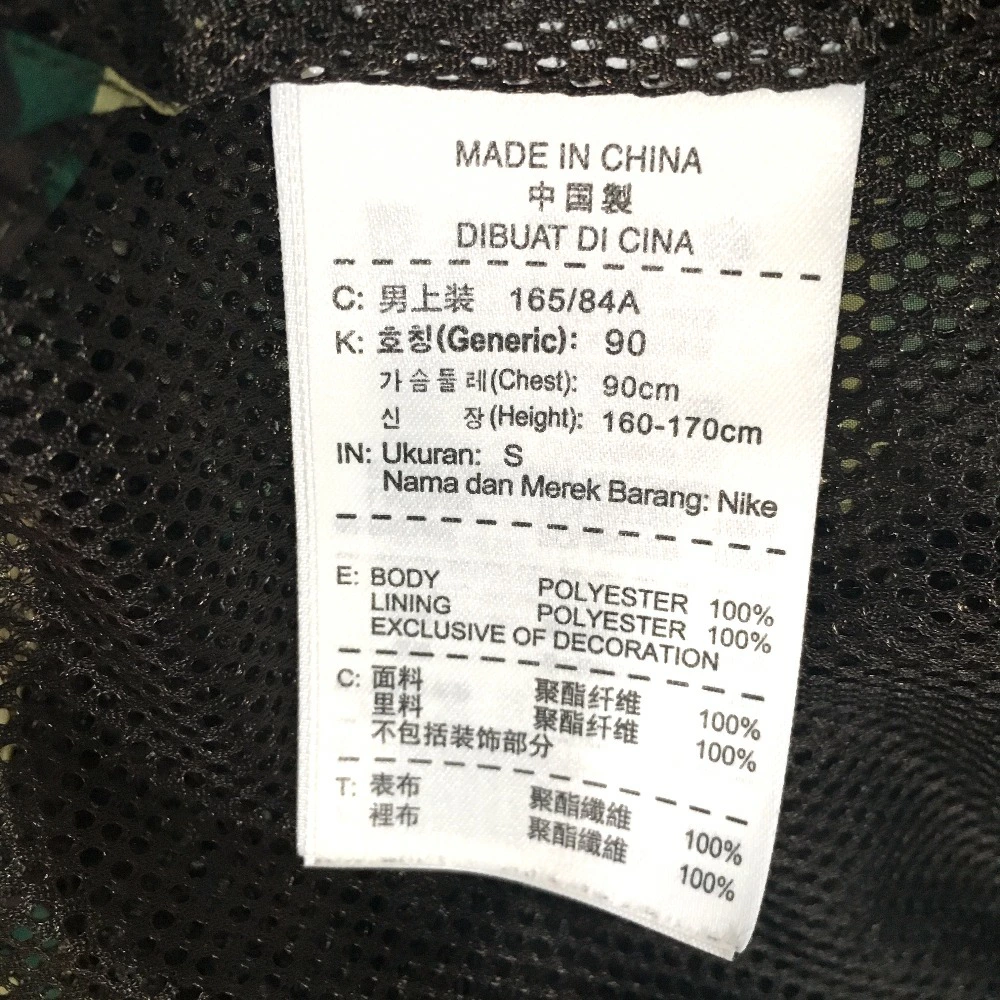 MADE IN CHINA
中国製
DIBUAT DI CINA
C: 男上装 165/84A
K: 호칭(Generic): 90
가슴둘레(Chest): 90cm
신 장(Height): 160-170cm
IN: Ukuran: S
Nama dan Merek Barang: Nike
E: BODY POLYESTER 100%
LINING POLYESTER 100%
EXCLUSIVE OF DECORATION
C: 面料 聚酯纤维 100%
里料 聚酯纤维 100%
不包括装饰部分
T: 表布 聚酯纖維 100%
裡布 聚酯纖維 100%